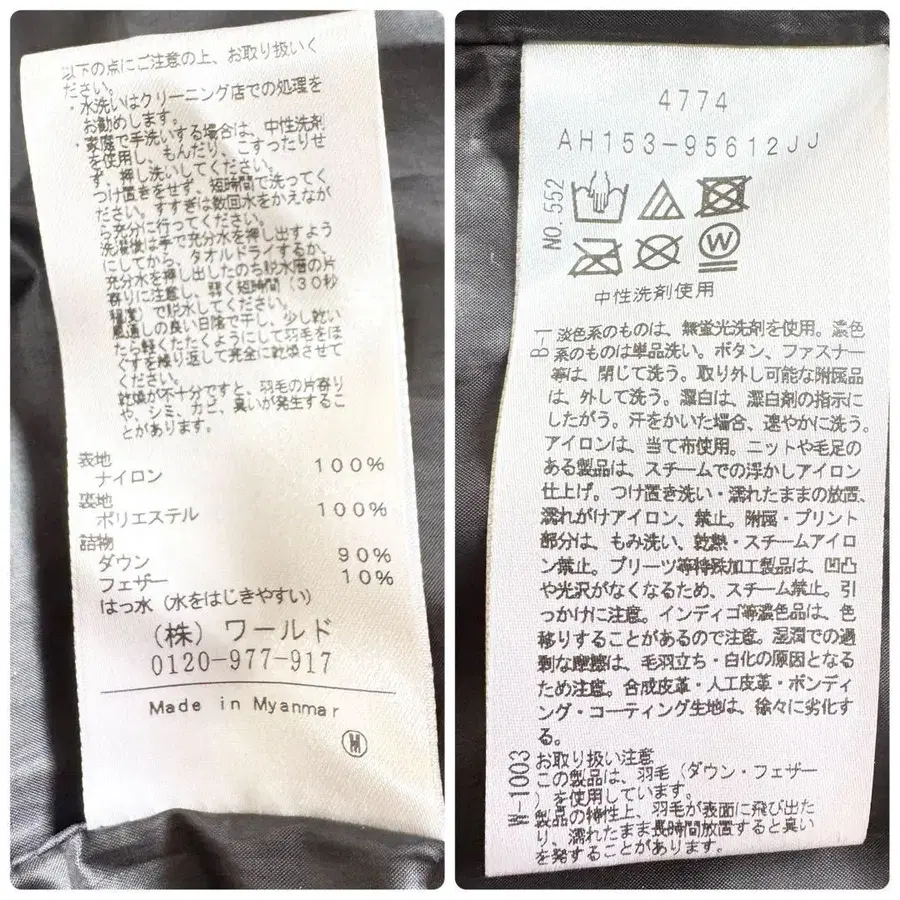 以下の点にご注意の上、お取り扱いく
ださい。
・水洗いはクリーニング店での処理を
お勧めします。
・家庭で手洗いする場合は、中性洗剤
を使用し、もんだり、こすったりせ
ず、押し洗いしてください。
つけ置きをせず、短時間で洗ってく
ださい。すすぎは数回水をかえなが
ら充分に行ってください。
洗濯後は手で充分水を押し出すよう
にしてから、タオルドライするか、
充分水を押し出したのち脱水層の片
寄りに注意し、弱く短時間（30秒
程度）で脱水してください。
風通しの良い日陰で干し、少し乾い
たら軽くたたくようにして羽毛をほ
ぐすを繰り返して完全に乾燥させて
ください。
乾燥が不十分ですと、羽毛の片寄り
や、シミ、カビ、臭いが発生するこ
とがあります。
表地
ナイロン 100%
裏地
ポリエステル 100%
詰物
ダウン 90%
フェザー 10%
はっ水（水をはじきやすい）
（株）ワールド
0120-977-917
Made in Myanmar
M
4774
AH153-95612JJ
No.552
W
中性洗剤使用
B-1
淡色系のものは、無蛍光洗剤を使用。濃色
系のものは単品洗い。ボタン、ファスナー
等は、閉じて洗う。取り外し可能な附属品
は、外して洗う。漂白は、漂白剤の指示に
したがう。汗をかいた場合、速やかに洗う。
アイロンは、当て布使用。ニットや毛足の
ある製品は、スチームでの浮かしアイロン
仕上げ。つけ置き洗い・濡れたままの放置、
濡れがけアイロン、禁止。附属・プリント
部分は、もみ洗い、乾熱・スチームアイロ
ン禁止。プリーツ等特殊加工製品は、凹凸
や光沢がなくなるため、スチーム禁止。引
っかけに注意。インディゴ等濃色品は、色
移りすることがあるので注意。湿潤での過
剰な摩擦は、毛羽立ち・白化の原因となる
ため注意。合成皮革・人工皮革・ボンディ
ング・コーティング生地は、徐々に劣化す
る。
W-1003
お取り扱い注意
この製品は、羽毛（ダウン・フェザー
）を使用しています。
製品の特性上、羽毛が表面に飛び出た
り、濡れたまま長時間放置すると臭い
を発することがあります。